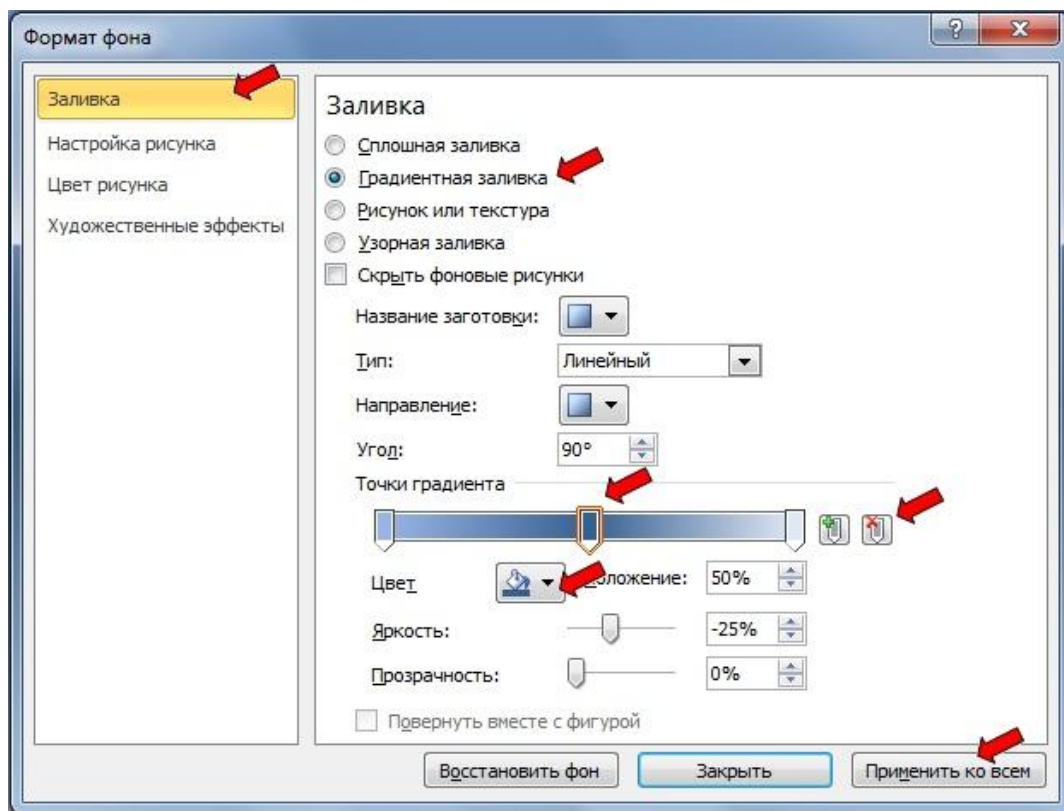 Формат фона
Заливка
Настройка рисунка
Цвет рисунка
Художественные эффекты
Заливка
Сплошная заливка
Градиентная заливка
Рисунок или текстура
Узорная заливка
Скрыть фоновые рисунки
Название заготовки:
Тип: Линейный
Направление:
Угол: 90°
Точки градиента
Цвет оложение: 50%
Яркость: -25%
Прозрачность: 0%
Повернуть вместе с фигурой
Восстановить фон Закрыть Применить ко всем